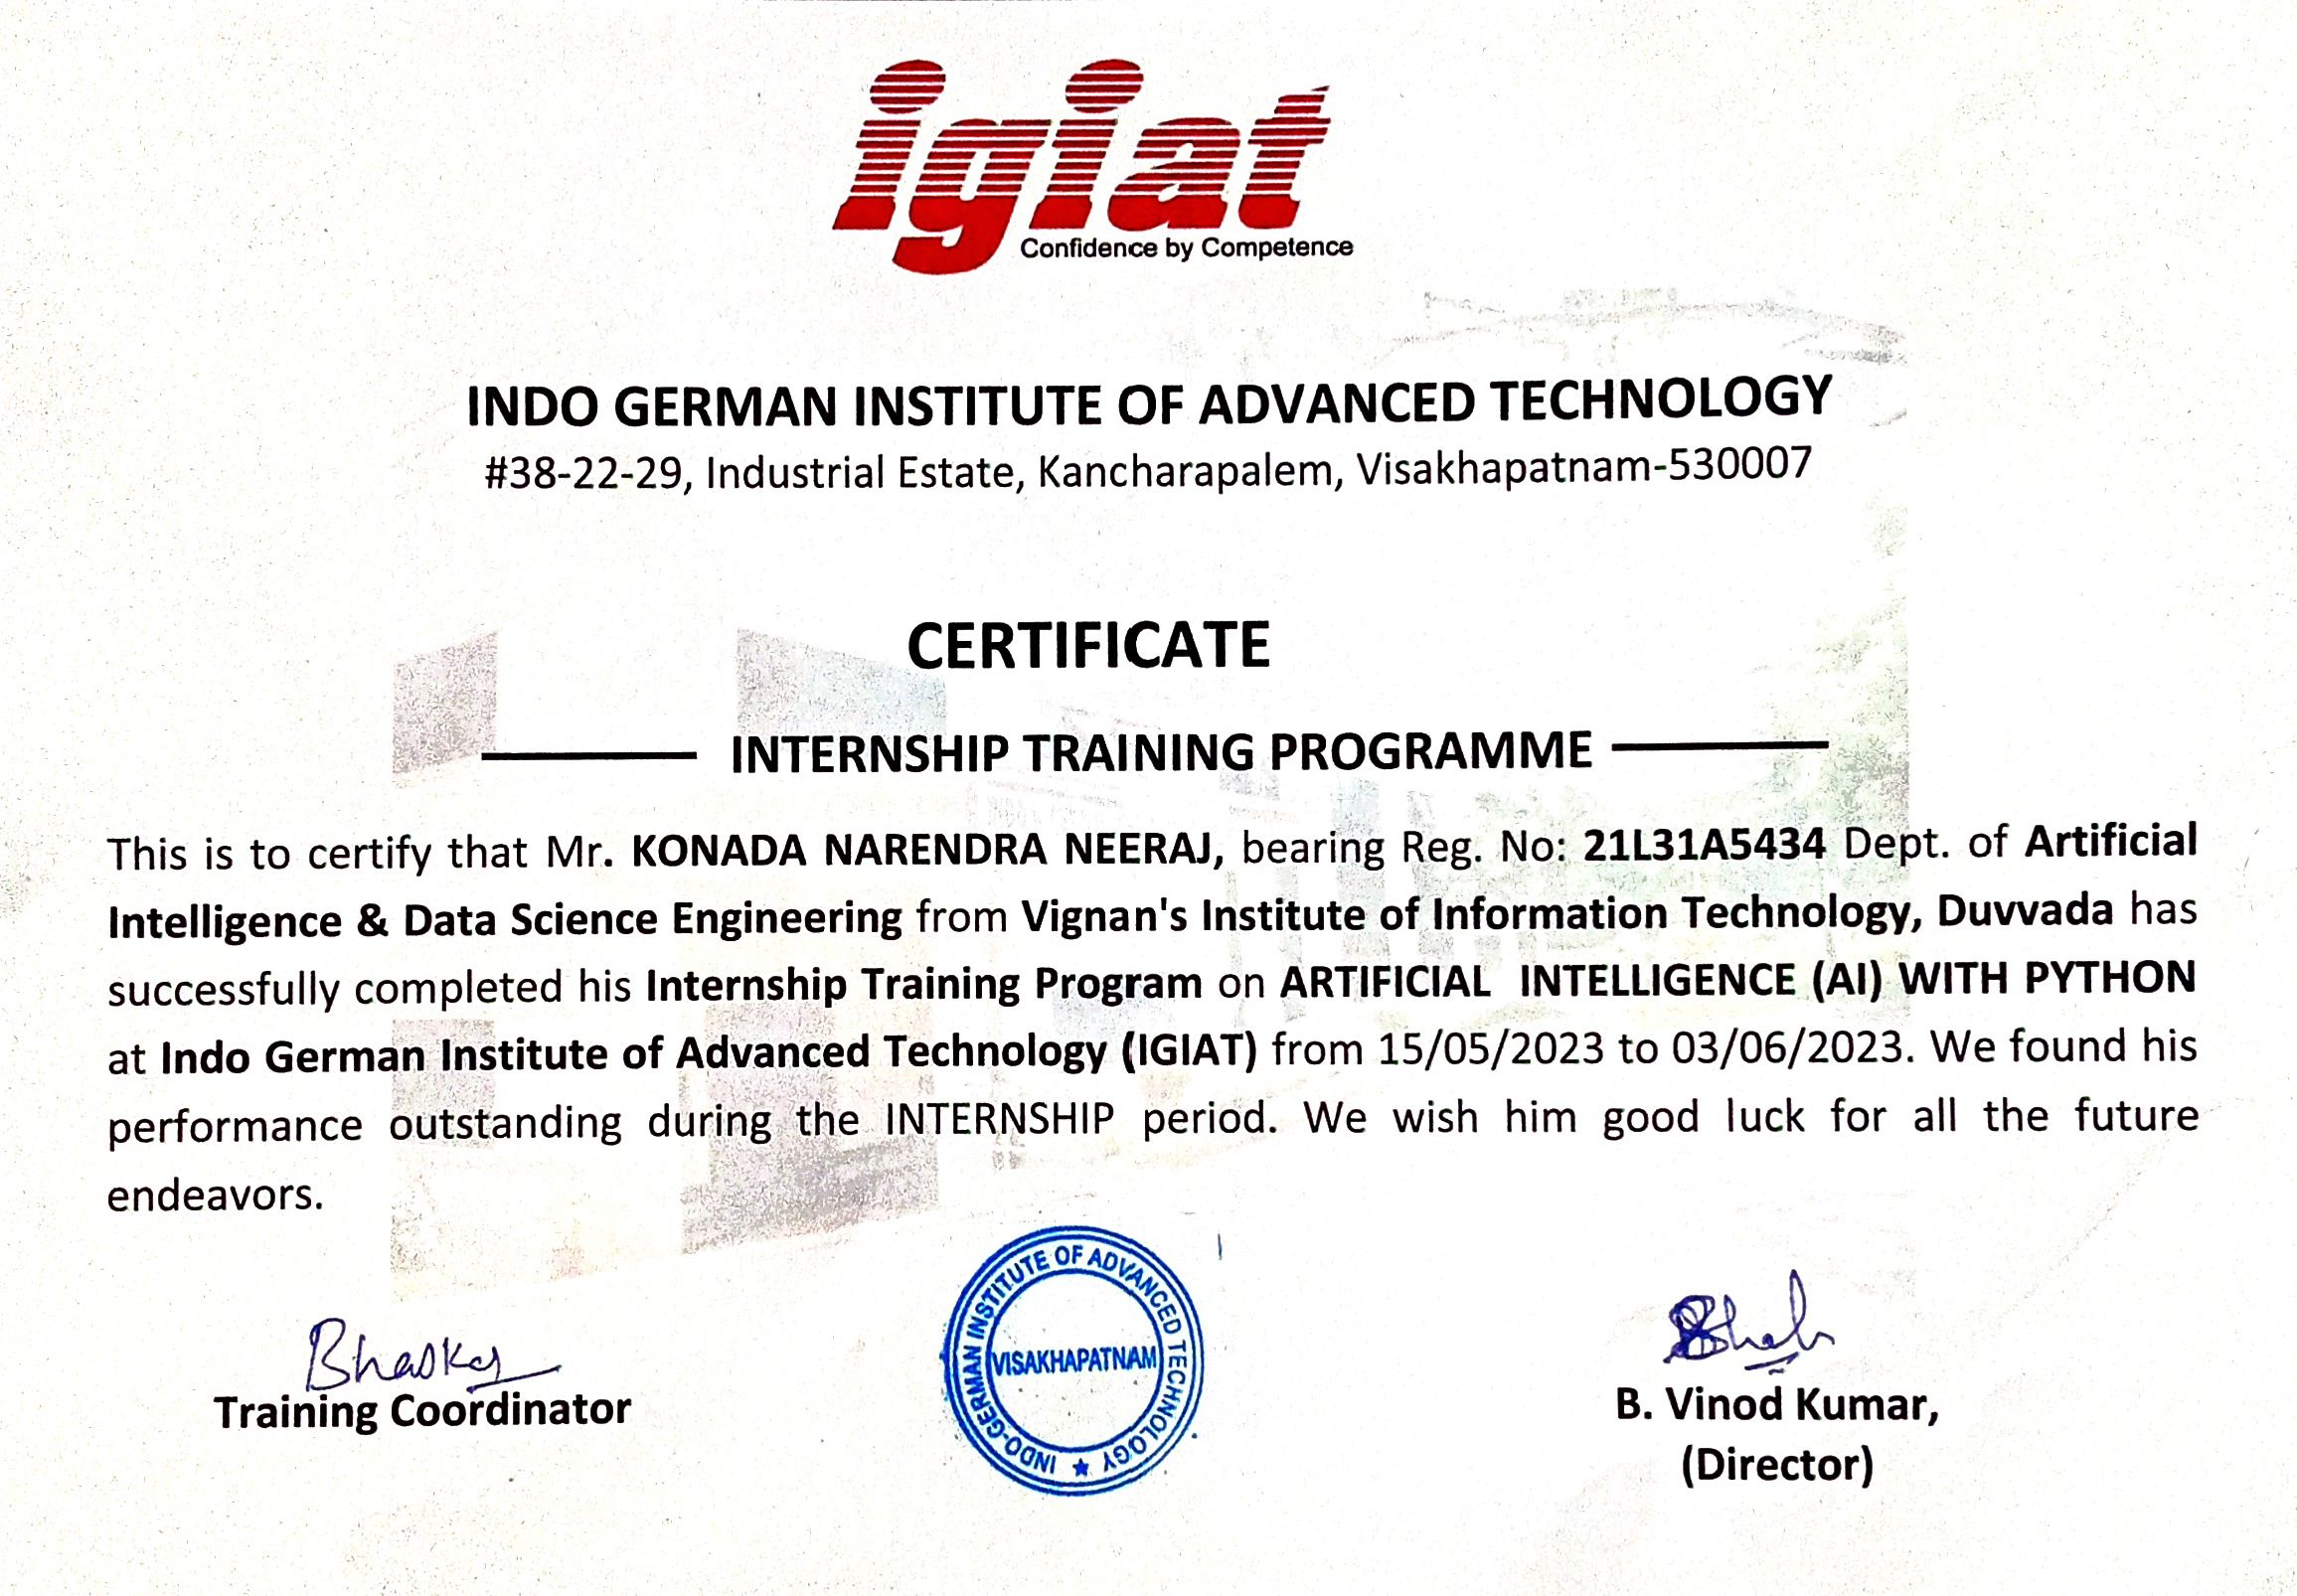 igiat
Confidence by Competence
INDO GERMAN INSTITUTE OF ADVANCED TECHNOLOGY
#38-22-29, Industrial Estate, Kancharapalem, Visakhapatnam-530007
CERTIFICATE
INTERNSHIP TRAINING PROGRAMME
This is to certify that Mr. KONADA NARENDRA NEERAJ, bearing Reg. No: 21L31A5434 Dept. of Artificial
Intelligence & Data Science Engineering from Vignan's Institute of Information Technology, Duvvada has
successfully completed his Internship Training Program on ARTIFICIAL INTELLIGENCE (AI) WITH PYTHON
at Indo German Institute of Advanced Technology (IGIAT) from 15/05/2023 to 03/06/2023. We found his
performance outstanding during the INTERNSHIP period. We wish him good luck for all the future
endeavors.
Bhaskar
Training Coordinator
INDO-GERMAN INSTITUTE OF ADVANCED TECHNOLOGY
VISAKHAPATNAM
B. Vinod Kumar,
(Director)